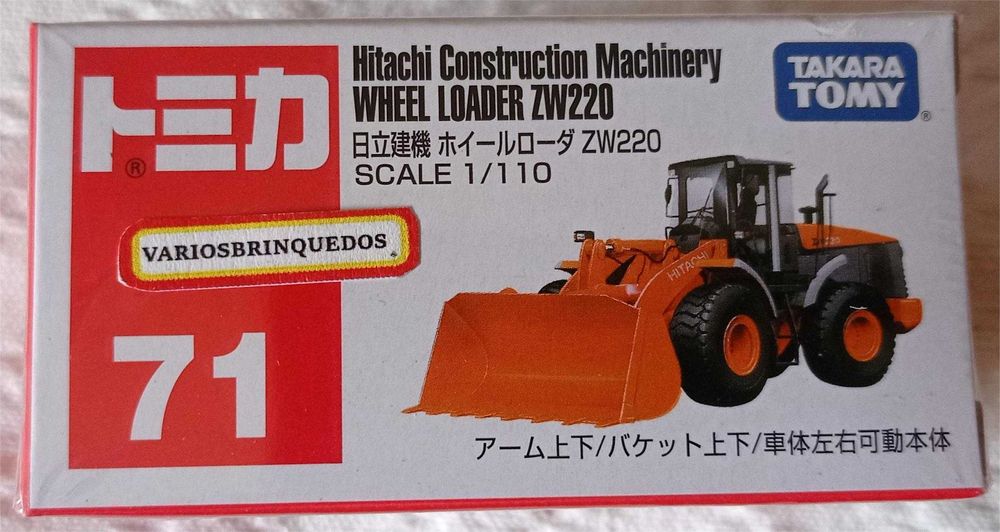 トミカ
®
VARIOSBRINQUEDOS
71
Hitachi Construction Machinery
WHEEL LOADER ZW220
日立建機 ホイールローダ ZW220
SCALE 1/110
TAKARA
TOMY
®
HITACHI
ZW220
アーム上下/バケット上下/車体左右可動本体